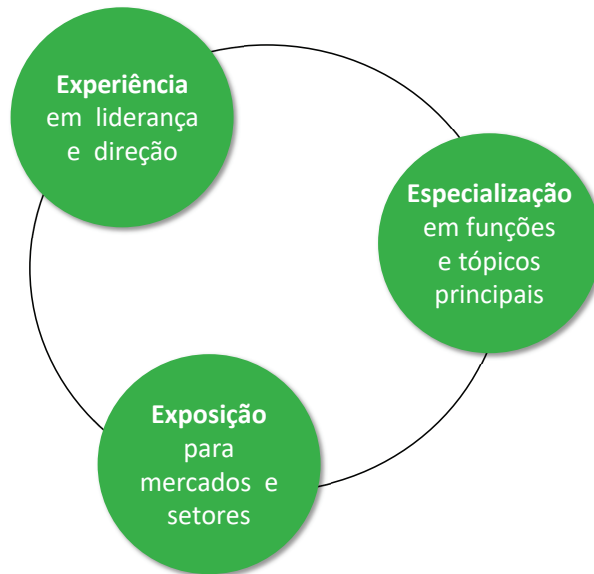 Experiência
em liderança
e direção
Especialização
em funções
e tópicos
principais
Exposição
para
mercados e
setores